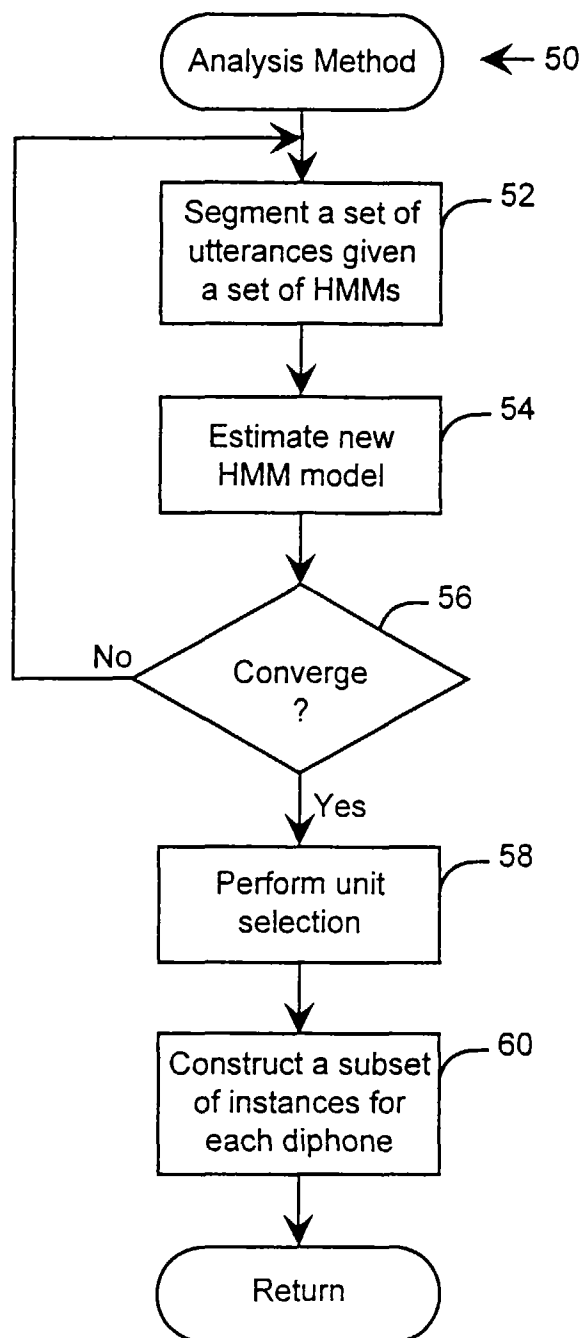 Analysis Method
50
Segment a set of
utterances given
a set of HMMs
52
Estimate new
HMM model
54
56
No
Converge
?
Yes
Perform unit
selection
58
Construct a subset
of instances for
each diphone
60
Return